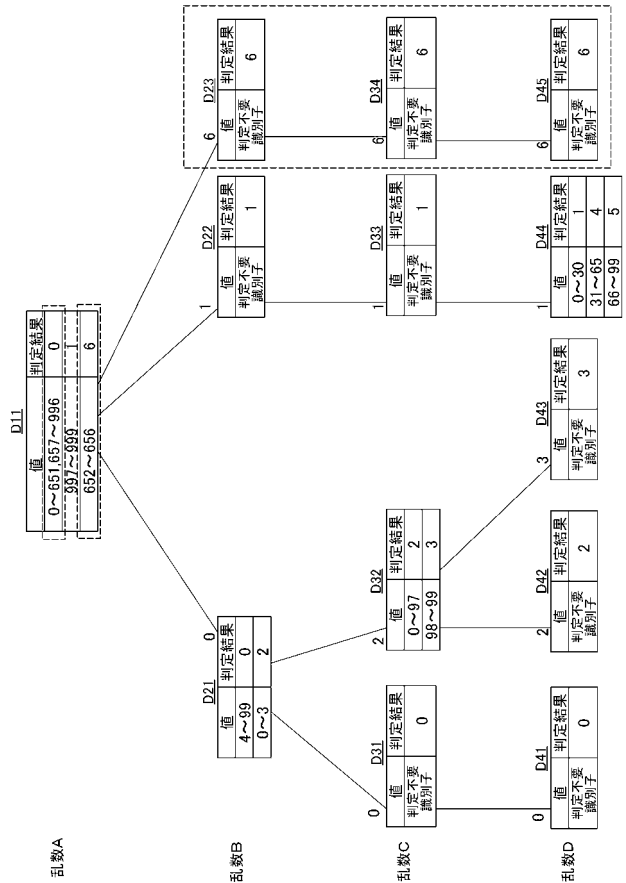 乱数A
D11
値 判定結果
0～651,657～996 0
997～999 1
652～656 6
乱数B
0
D21
値 判定結果
4～99 0
0～3 2
1
D22
値 判定結果
判定不要識別子 1
6
D23
値 判定結果
判定不要識別子 6
乱数C
0
D31
値 判定結果
判定不要識別子 0
2
D32
値 判定結果
0～97 2
98～99 3
1
D33
値 判定結果
判定不要識別子 1
6
D34
値 判定結果
判定不要識別子 6
乱数D
0
D41
値 判定結果
判定不要識別子 0
2
D42
値 判定結果
判定不要識別子 2
3
D43
値 判定結果
判定不要識別子 3
1
D44
値 判定結果
0～30 1
31～65 4
66～99 5
6
D45
値 判定結果
判定不要識別子 6